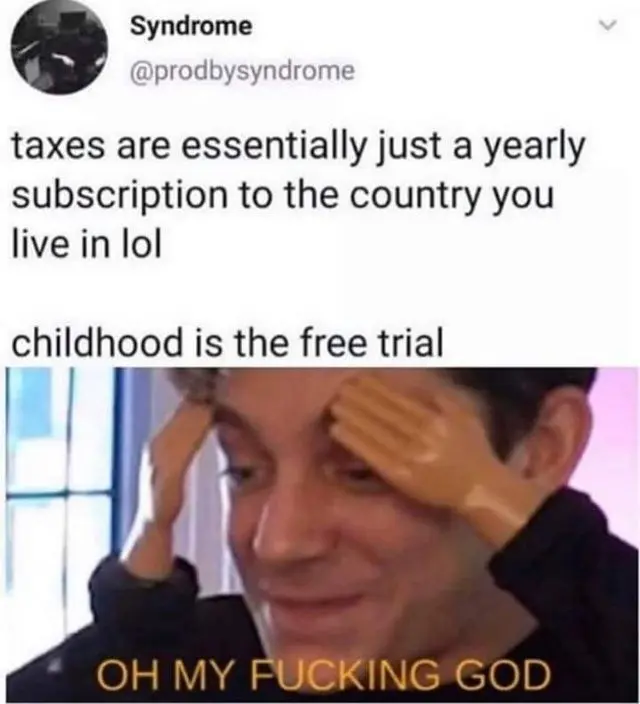 Syndrome
@prodbysyndrome
taxes are essentially just a yearly
subscription to the country you
live in lol
childhood is the free trial
OH MY FUCKING GOD